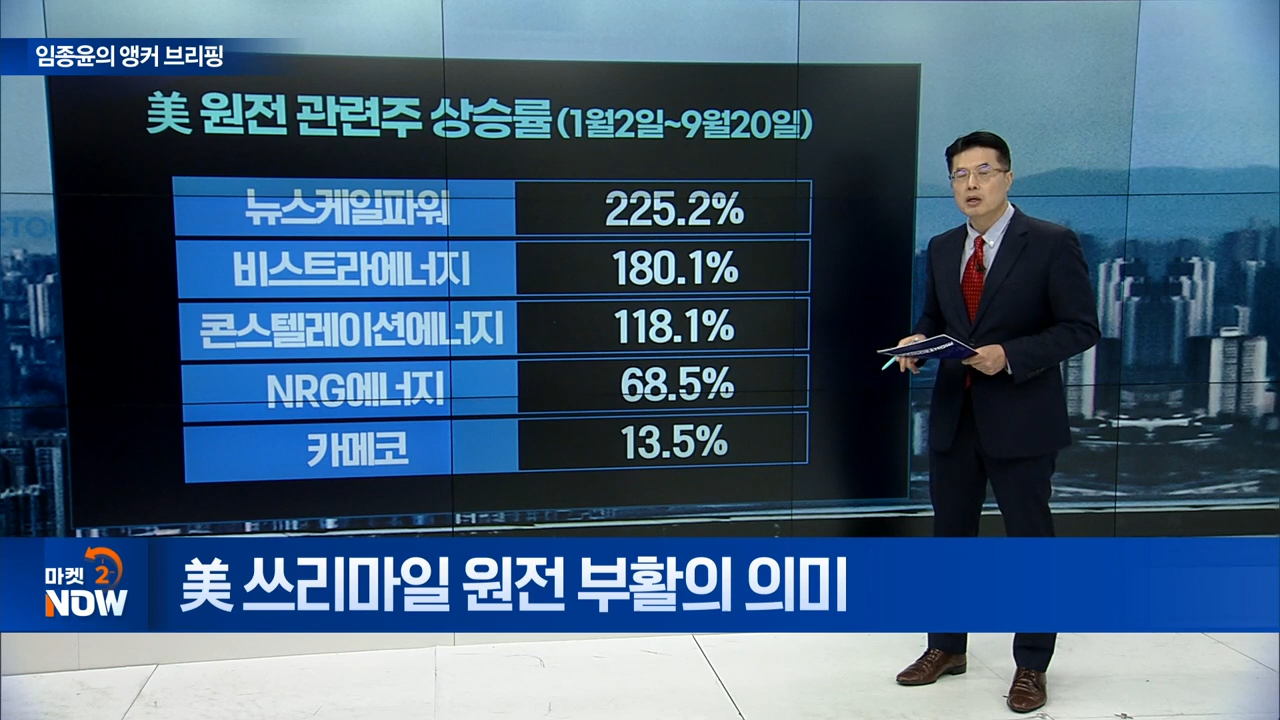 임종윤의 앵커 브리핑
美 원전 관련주 상승률 (1월2일~9월20일)
뉴스케일파워 225.2%
비스트라에너지 180.1%
콘스텔레이션에너지 118.1%
NRG에너지 68.5%
카메코 13.5%
마켓 2
NOW
美 쓰리마일 원전 부활의 의미